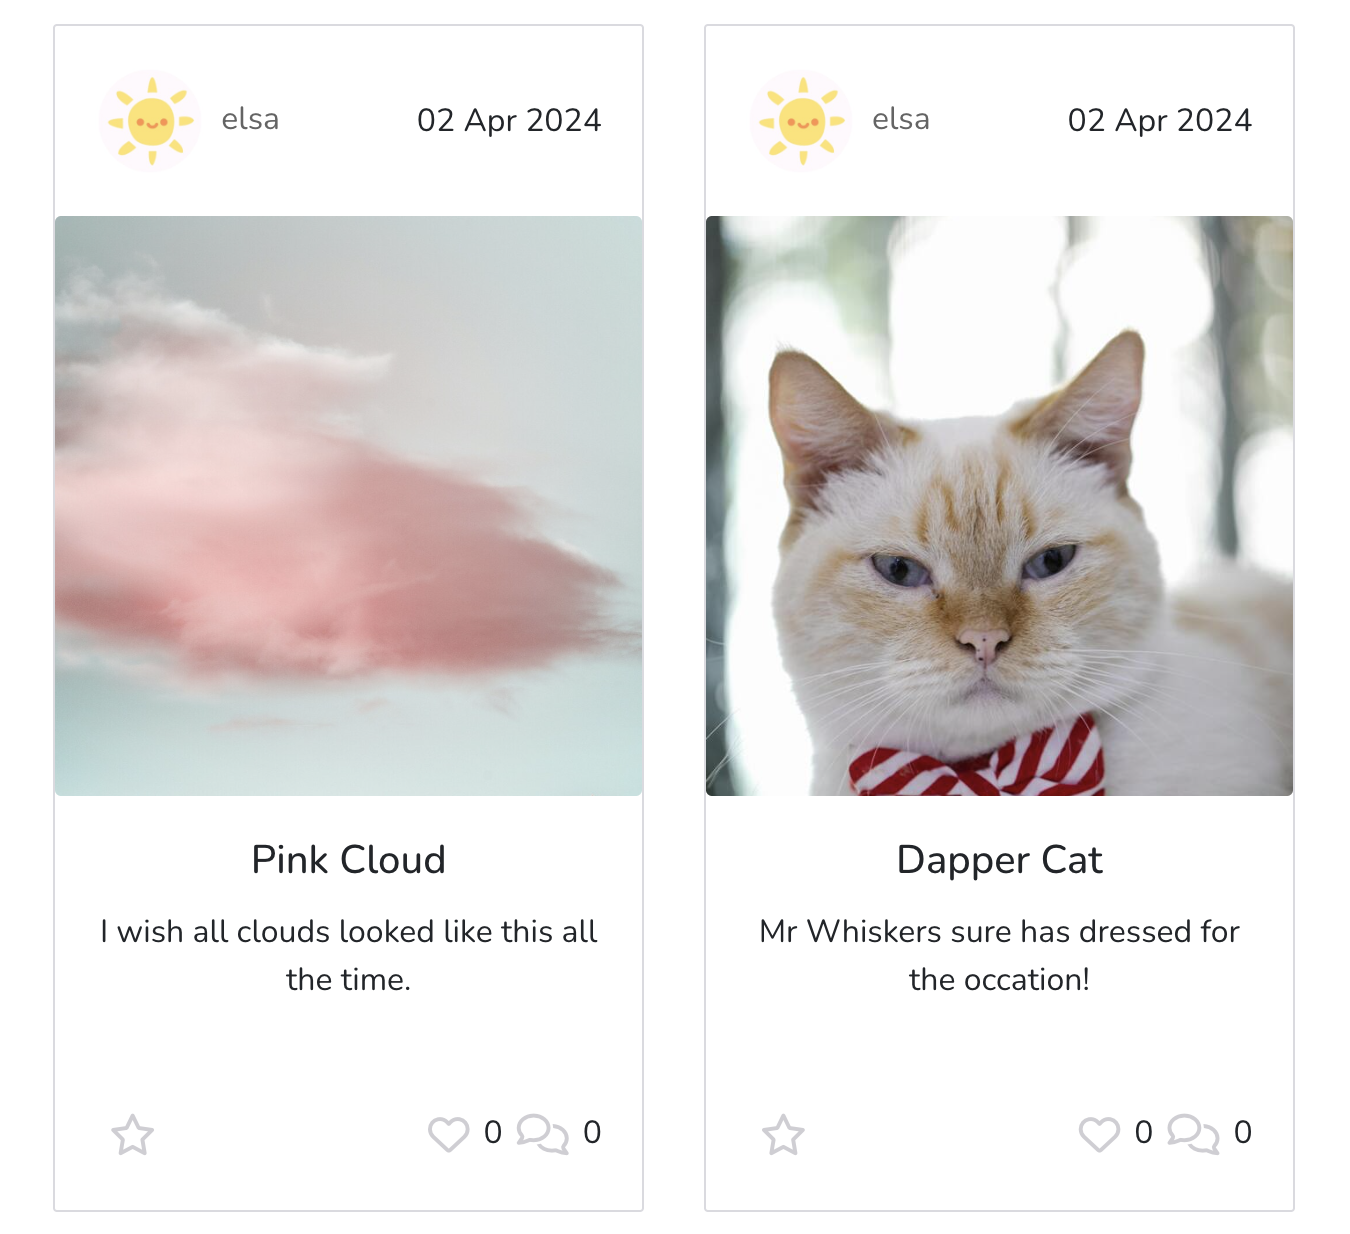 elsa 02 Apr 2024
Pink Cloud
I wish all clouds looked like this all
the time.
0 0
elsa 02 Apr 2024
Dapper Cat
Mr Whiskers sure has dressed for
the occation!
0 0